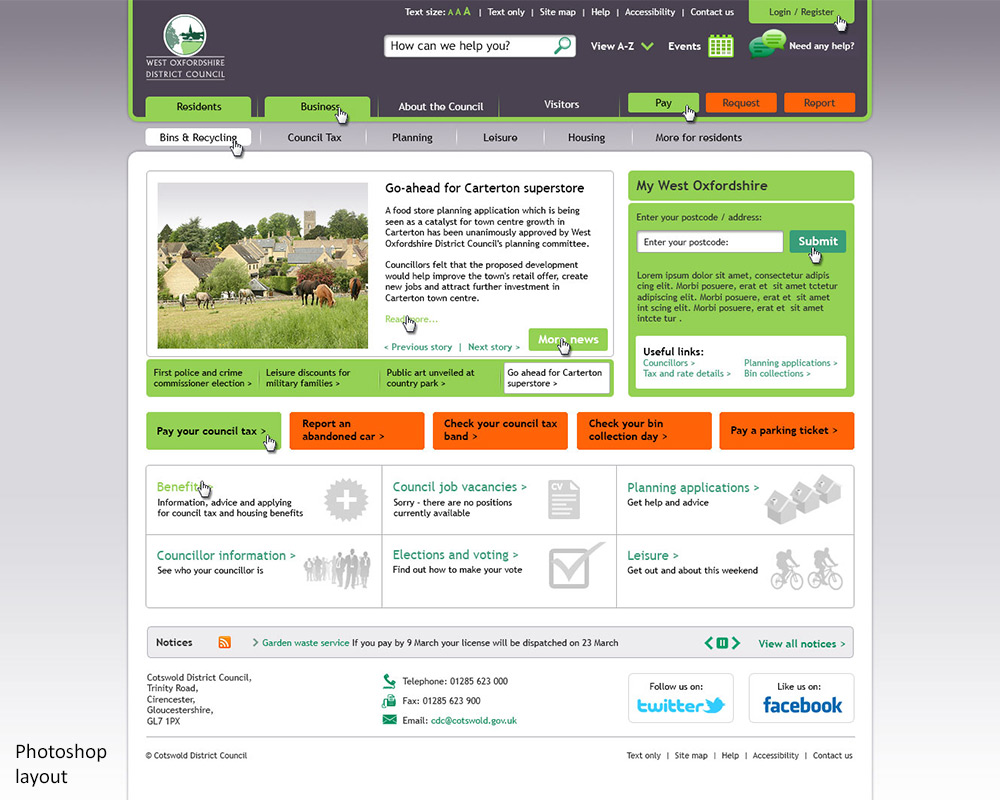 Text size: A A A | Text only | Site map | Help | Accessibility | Contact us
Login / Register
How can we help you?
View A-Z
Events
Need any help?
WEST OXFORDSHIRE
DISTRICT COUNCIL
Residents
Business
About the Council
Visitors
Pay
Request
Report
Bins & Recycling
Council Tax
Planning
Leisure
Housing
More for residents
Go-ahead for Carterton superstore
A food store planning application which is being
seen as a catalyst for town centre growth in
Carterton has been unanimously approved by West
Oxfordshire District Council's planning committee.
Councillors felt that the proposed development
would help improve the town's retail offer, create
new jobs and attract further investment in
Carterton town centre.
Read more...
< Previous story | Next story >
More news
First police and crime
commissioner election >
Leisure discounts for
military families >
Public art unveiled at
country park >
Go ahead for Carterton
superstore >
My West Oxfordshire
Enter your postcode / address:
Enter your postcode:
Submit
Lorem ipsum dolor sit amet, consectetur adipis
cing elit. Morbi posuere, erat et sit amet tctetur
adipiscing elit. Morbi posuere, erat et sit amet
int scing elit. Morbi posuere, erat et sit amet
intcte tur .
Useful links:
Councillors >
Planning applications >
Tax and rate details >
Bin collections >
Pay your council tax >
Report an
abandoned car >
Check your council tax
band >
Check your bin
collection day >
Pay a parking ticket >
Benefits
Information, advice and applying
for council tax and housing benefits
Council job vacancies >
Sorry - there are no positions
currently available
CV
Planning applications >
Get help and advice
Councillor information >
See who your councillor is
Elections and voting >
Find out how to make your vote
Leisure >
Get out and about this weekend
Notices
> Garden waste service If you pay by 9 March your license will be dispatched on 23 March
View all notices >
Cotswold District Council,
Trinity Road,
Cirencester,
Gloucestershire,
GL7 1PX
Telephone: 01285 623 000
Fax: 01285 623 900
Email: cdc@cotswold.gov.uk
Follow us on:
twitter
Like us on:
facebook
© Cotswold District Council
Text only | Site map | Help | Accessibility | Contact us
Photoshop
layout